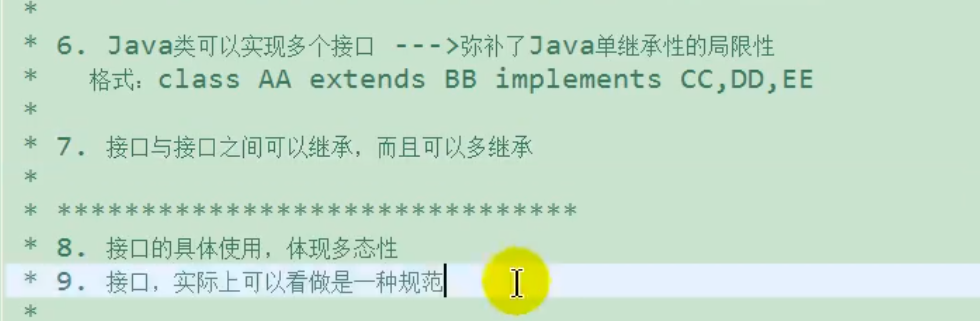 *
* 6. Java类可以实现多个接口 --->弥补了Java单继承性的局限性
* 格式：class AA extends BB implements CC,DD,EE
*
* 7. 接口与接口之间可以继承，而且可以多继承
*
* *******************************
* 8. 接口的具体使用，体现多态性
* 9. 接口，实际上可以看做是一种规范
*